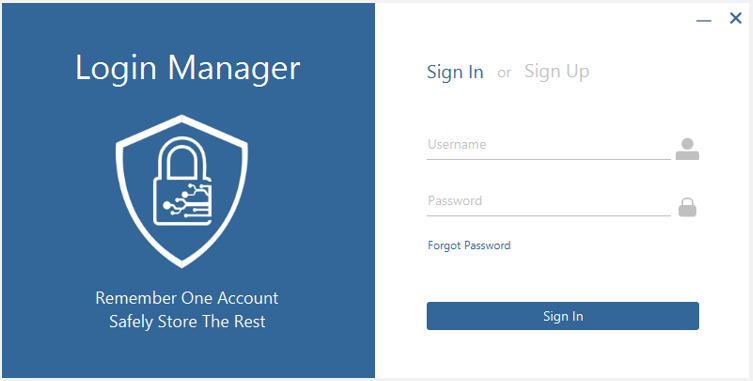 Login Manager
Remember One Account
Safely Store The Rest
Sign In or Sign Up
Username
Password
Forgot Password
Sign In